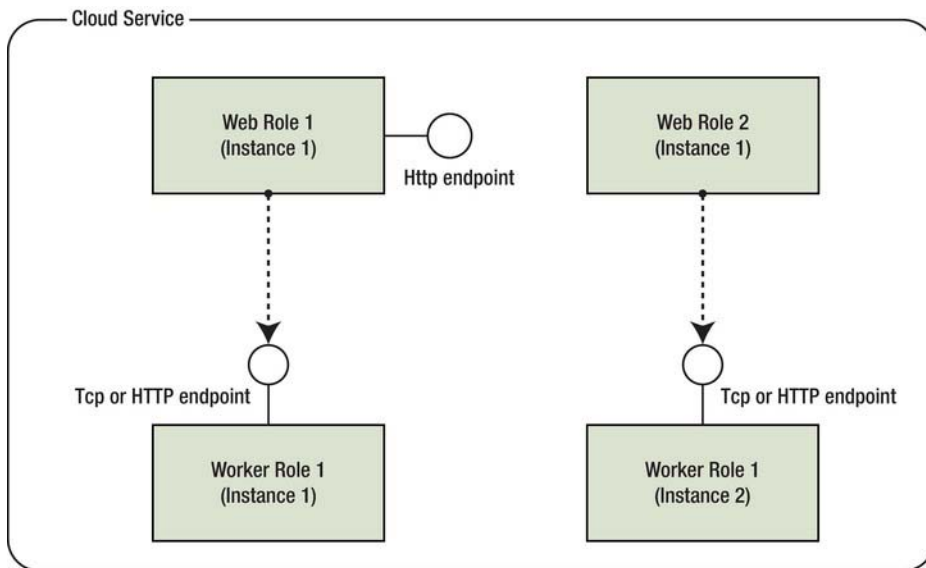 Cloud Service
Web Role 1
(Instance 1)
Http endpoint
Web Role 2
(Instance 1)
Tcp or HTTP endpoint
Tcp or HTTP endpoint
Worker Role 1
(Instance 1)
Worker Role 1
(Instance 2)